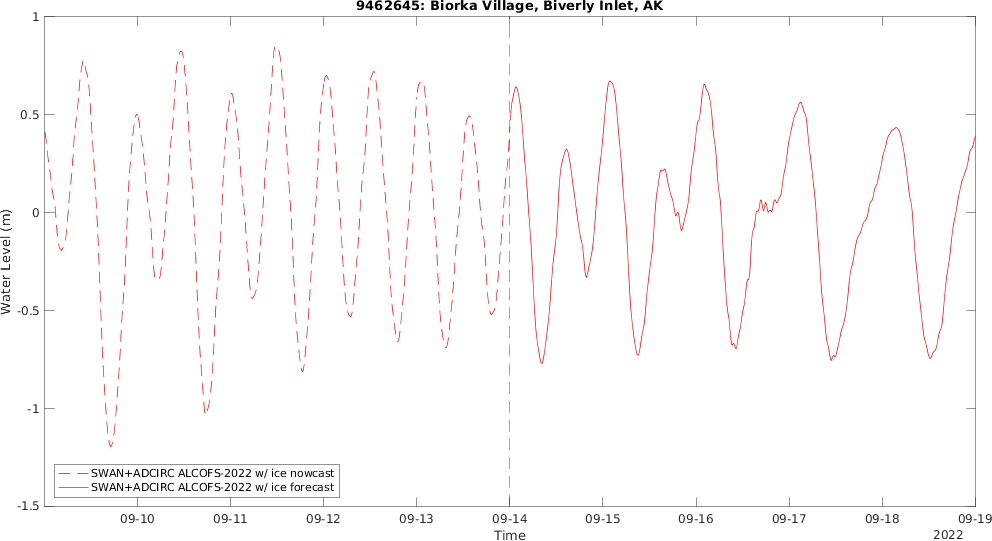 9462645: Biorka Village, Biverly Inlet, AK
1
0.5
0
-0.5
-1
-1.5
Water Level (m)
SWAN+ADCIRC ALCOFS-2022 w/ ice nowcast
SWAN+ADCIRC ALCOFS-2022 w/ ice forecast
09-10 09-11 09-12 09-13 09-14 09-15 09-16 09-17 09-18 09-19
Time
2022